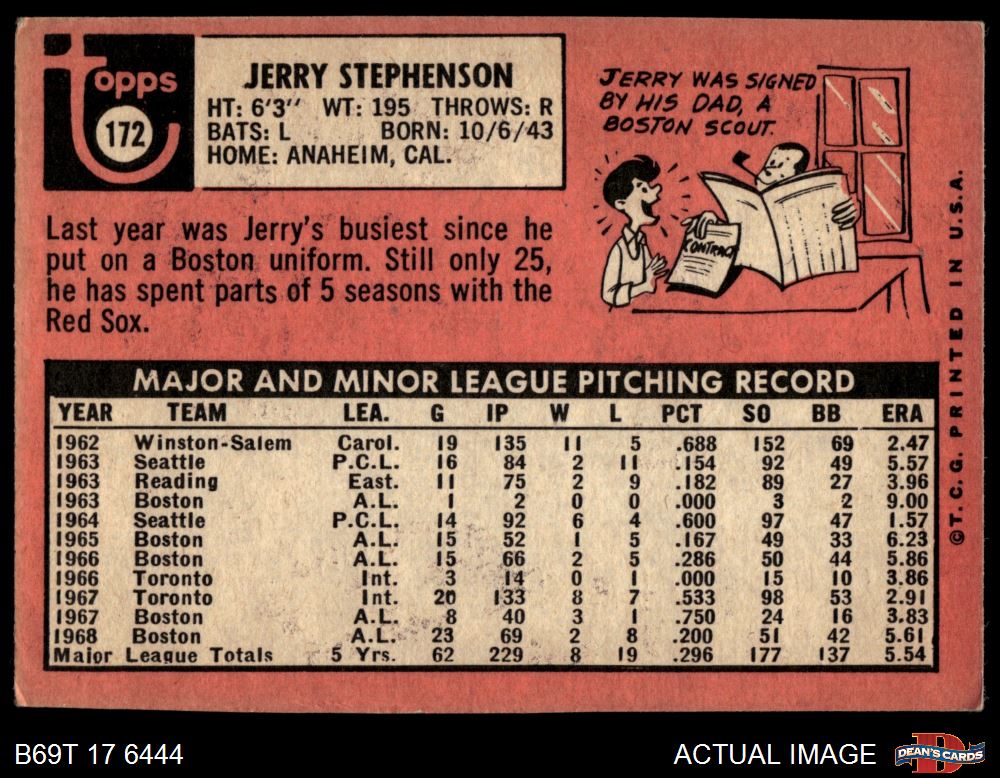 Topps
172
JERRY STEPHENSON
HT: 6'3" WT: 195 THROWS: R
BATS: L BORN: 10/6/43
HOME: ANAHEIM, CAL.
JERRY WAS SIGNED
BY HIS DAD, A
BOSTON SCOUT.
CONTRACT
Last year was Jerry's busiest since he
put on a Boston uniform. Still only 25,
he has spent parts of 5 seasons with the
Red Sox.
MAJOR AND MINOR LEAGUE PITCHING RECORD
YEAR TEAM LEA. G IP W L PCT SO BB ERA
1962 Winston-Salem Carol. 19 135 11 5 .688 152 69 2.47
1963 Seattle P.C.L. 16 84 2 11 .154 92 49 5.57
1963 Reading East. 11 75 2 9 .182 89 27 3.96
1963 Boston A.L. 1 2 0 0 .000 3 2 9.00
1964 Seattle P.C.L. 14 92 6 4 .600 97 47 1.57
1965 Boston A.L. 15 52 1 5 .167 49 33 6.23
1966 Boston A.L. 15 66 2 5 .286 50 44 5.86
1966 Toronto Int. 3 14 0 1 .000 15 10 3.86
1967 Toronto Int. 20 133 8 7 .533 98 53 2.91
1967 Boston A.L. 8 40 3 1 .750 24 16 3.83
1968 Boston A.L. 23 69 2 8 .200 51 42 5.61
Major League Totals 5 Yrs. 62 229 8 19 .296 177 137 5.54
©T.C.G. PRINTED IN U.S.A.
B69T 17 6444
ACTUAL IMAGE
DEAN'S CARDS